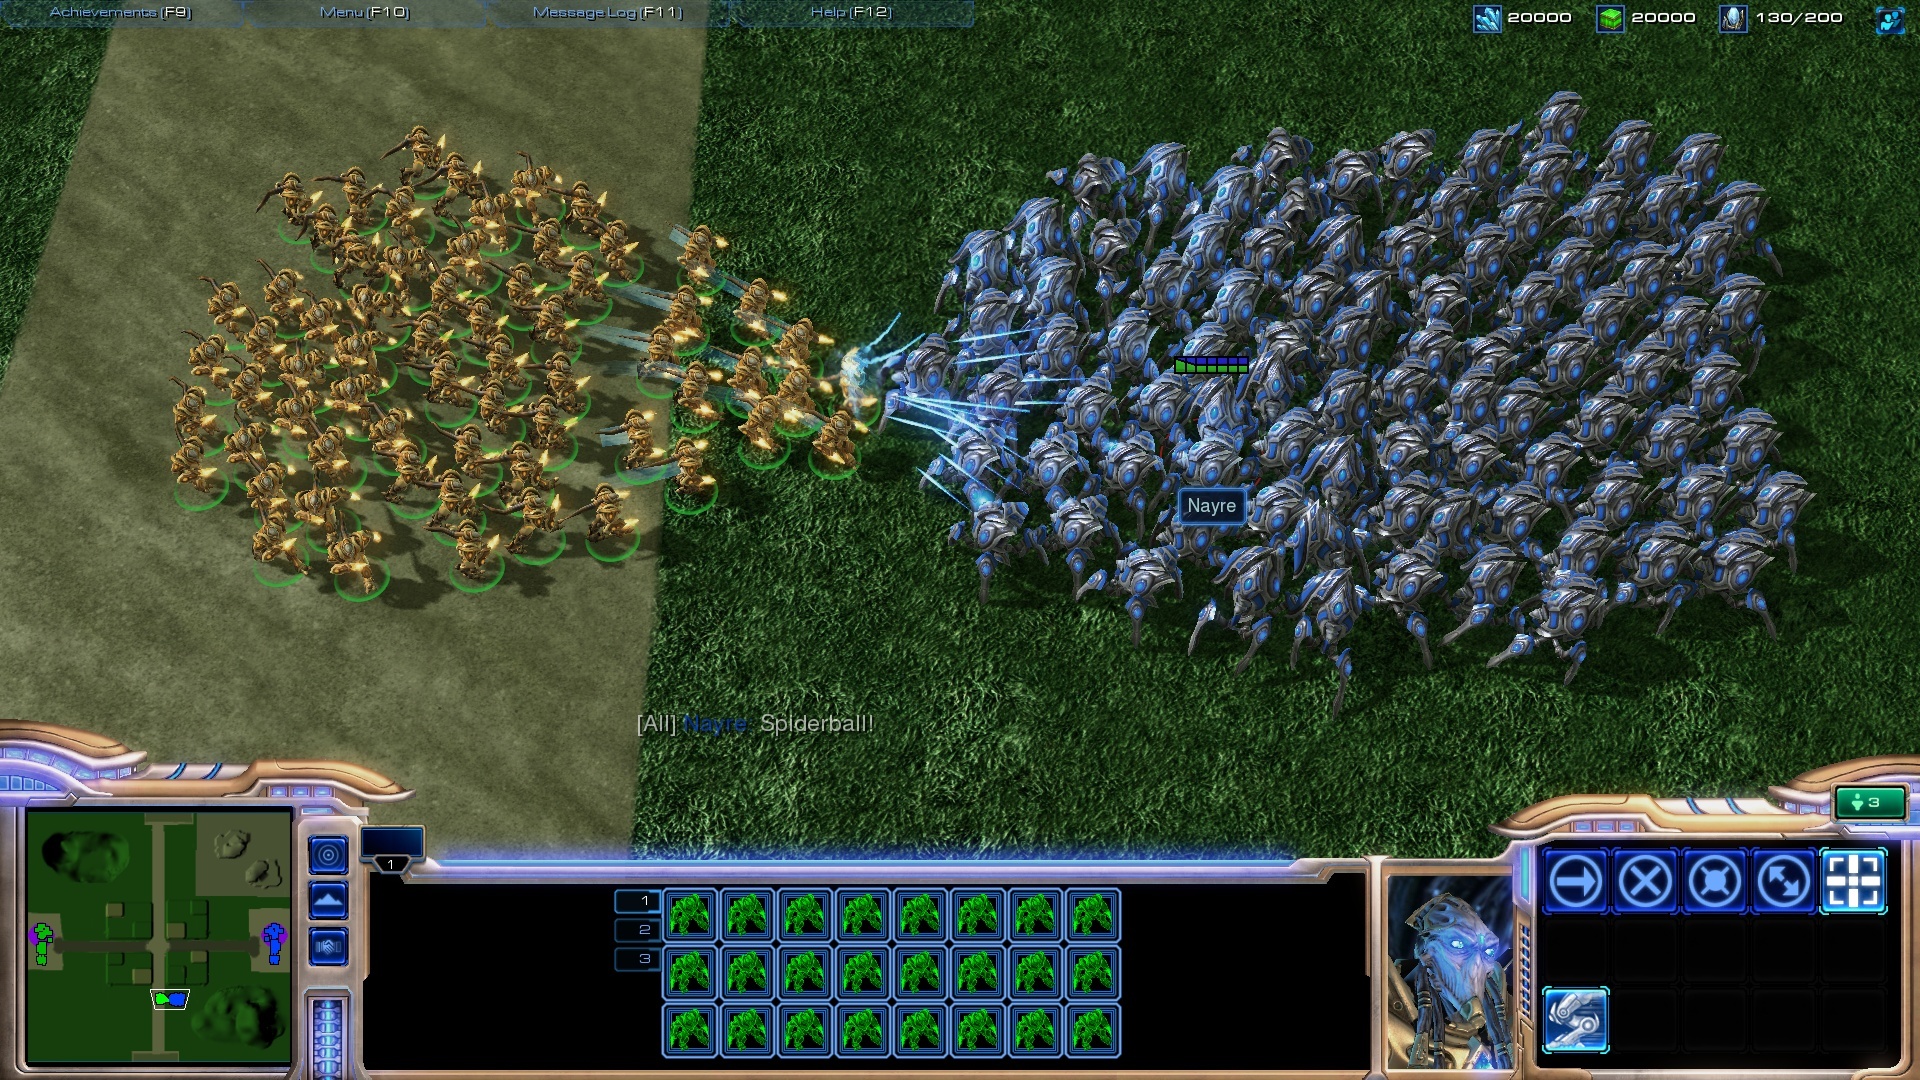 Achievements (F9) Menu (F10) Message Log (F11) Help (F12) 20000 20000 130/200
Nayre
[All] Nayre: Spiderball!
3
1
1
2
3